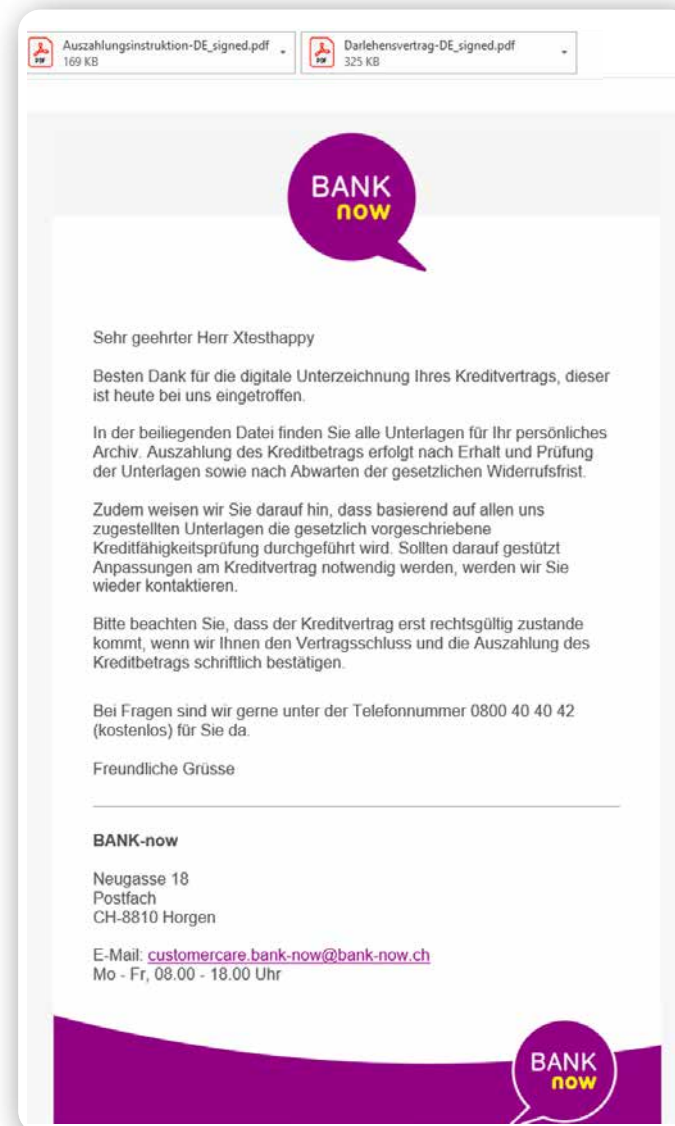 Auszahlungsinstruktion-DE_signed.pdf
169 KB
Darlehensvertrag-DE_signed.pdf
325 KB
PDF
PDF
BANK
now
Sehr geehrter Herr Xtesthappy
Besten Dank für die digitale Unterzeichnung Ihres Kreditvertrags, dieser
ist heute bei uns eingetroffen.
In der beiliegenden Datei finden Sie alle Unterlagen für Ihr persönliches
Archiv. Auszahlung des Kreditbetrags erfolgt nach Erhalt und Prüfung
der Unterlagen sowie nach Abwarten der gesetzlichen Widerrufsfrist.
Zudem weisen wir Sie darauf hin, dass basierend auf allen uns
zugestellten Unterlagen die gesetzlich vorgeschriebene
Kreditfähigkeitsprüfung durchgeführt wird. Sollten darauf gestützt
Anpassungen am Kreditvertrag notwendig werden, werden wir Sie
wieder kontaktieren.
Bitte beachten Sie, dass der Kreditvertrag erst rechtsgültig zustande
kommt, wenn wir Ihnen den Vertragsschluss und die Auszahlung des
Kreditbetrags schriftlich bestätigen.
Bei Fragen sind wir gerne unter der Telefonnummer 0800 40 40 42
(kostenlos) für Sie da.
Freundliche Grüsse
BANK-now
Neugasse 18
Postfach
CH-8810 Horgen
E-Mail: customercare.bank-now@bank-now.ch
Mo - Fr, 08.00 - 18.00 Uhr
BANK
now